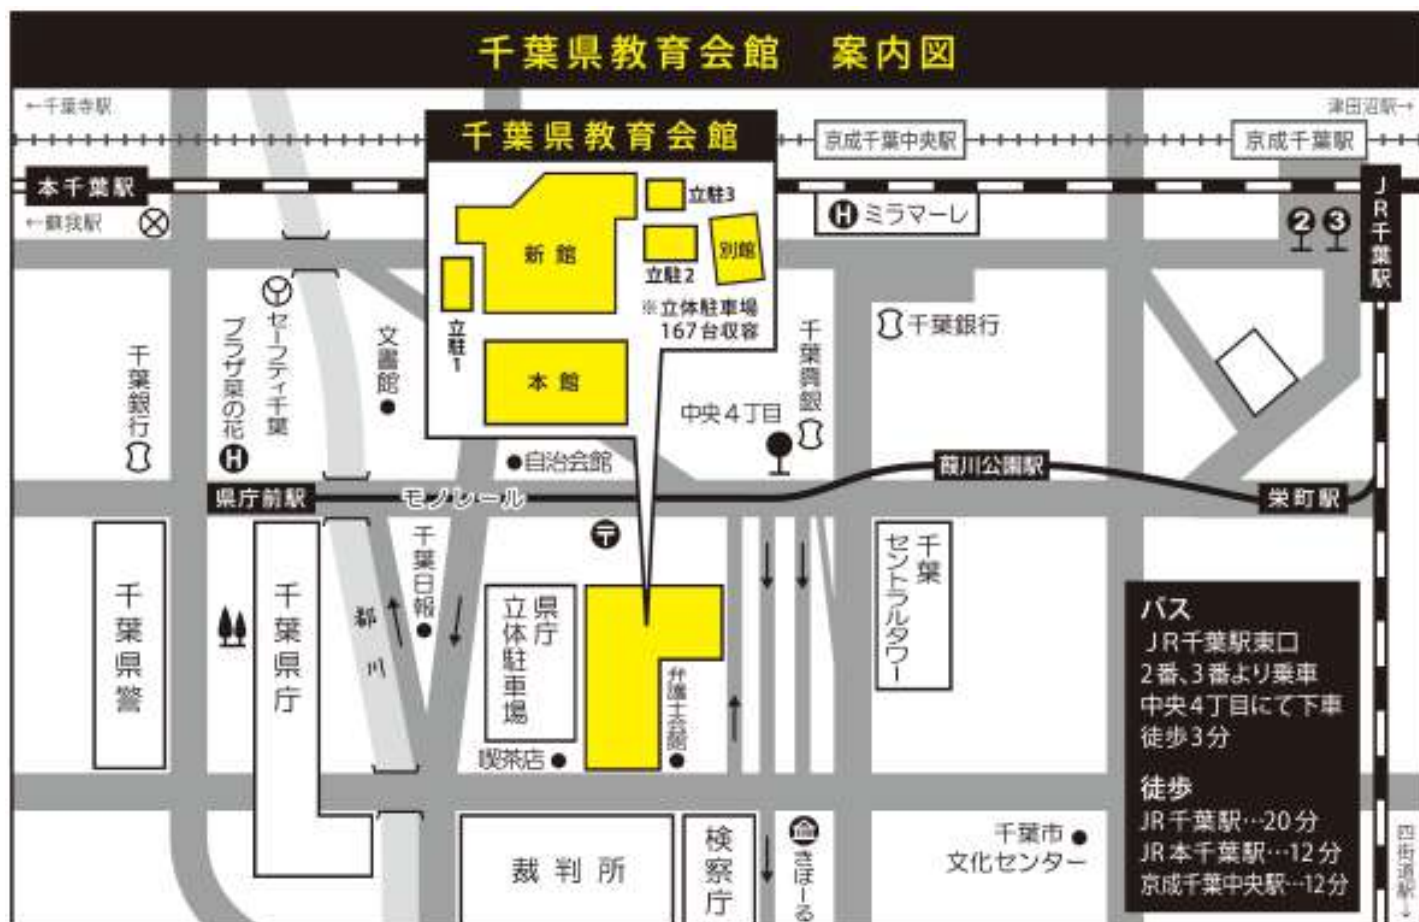 千葉県教育会館 案内図
←千葉寺駅
津田沼駅→
千葉県教育会館
京成千葉中央駅
京成千葉駅
本千葉駅
←蘇我駅
H ミラマーレ
JR千葉駅
2 3
新館
立駐3
立駐2
別館
立駐1
※立体駐車場
167台収容
本館
セーフティ千葉
プラザ菜の花
H
千葉銀行
文書館
千葉興銀
千葉銀行
中央4丁目
自治会館
葭川公園駅
県庁前駅
モノレール
栄町駅
〒
千葉県警
千葉県庁
都川
千葉日報
県庁
立体駐車場
弁護士会館
喫茶店
千葉
セントラルタワー
裁判所
検察庁
きぼーる
千葉市
文化センター
バス
JR千葉駅東口
2番、3番より乗車
中央4丁目にて下車
徒歩3分
徒歩
JR千葉駅…20分
JR本千葉駅…12分
京成千葉中央駅…12分
四街道駅→